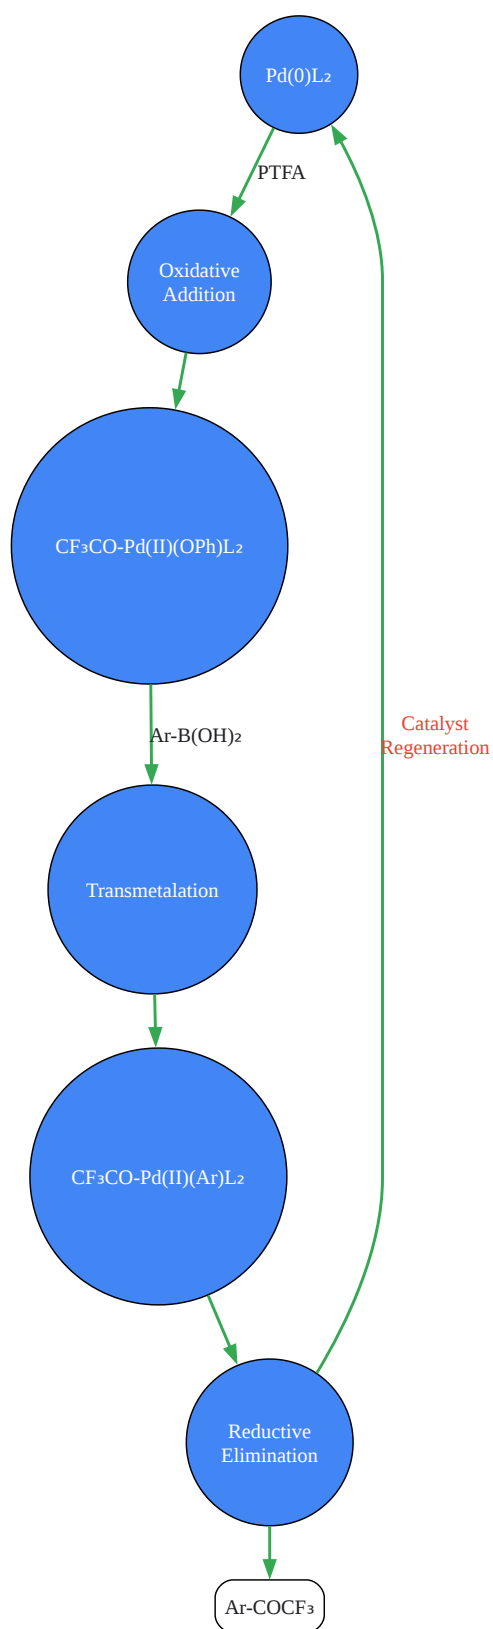 Pd(0)L₂
PTFA
Oxidative
Addition
CF₃CO-Pd(II)(OPh)L₂
Catalyst
Regeneration
Ar-B(OH)₂
Transmetalation
CF₃CO-Pd(II)(Ar)L₂
Reductive
Elimination
Ar-COCF₃